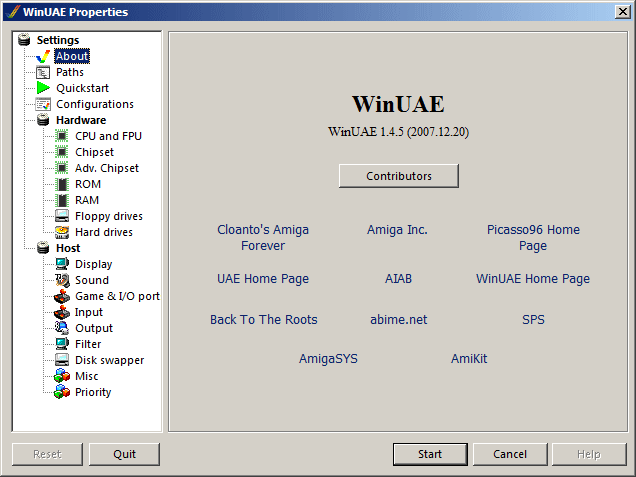 WinUAE Properties
Settings
About
Paths
Quickstart
Configurations
Hardware
CPU and FPU
Chipset
Adv. Chipset
ROM
RAM
Floppy drives
Hard drives
Host
Display
Sound
Game & I/O port
Input
Output
Filter
Disk swapper
Misc
Priority
WinUAE
WinUAE 1.4.5 (2007.12.20)
Contributors
Cloanto's Amiga
Forever
Amiga Inc.
Picasso96 Home
Page
UAE Home Page
AIAB
WinUAE Home Page
Back To The Roots
abime.net
SPS
AmigaSYS
AmiKit
Reset
Quit
Start
Cancel
Help